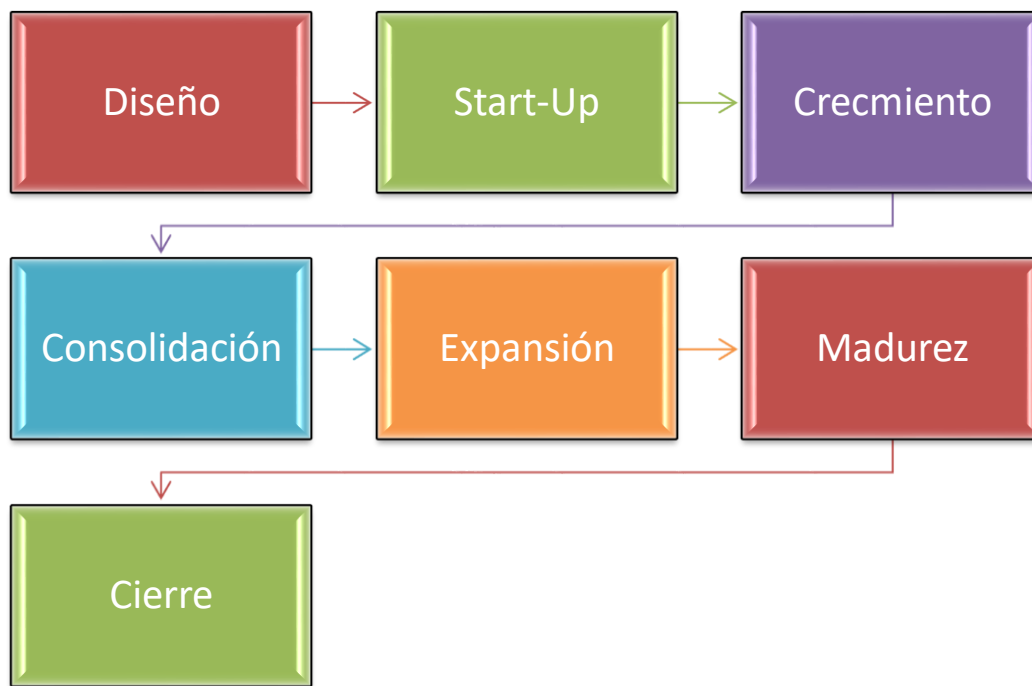 Diseño
Start-Up
Crecmiento
Consolidación
Expansión
Madurez
Cierre